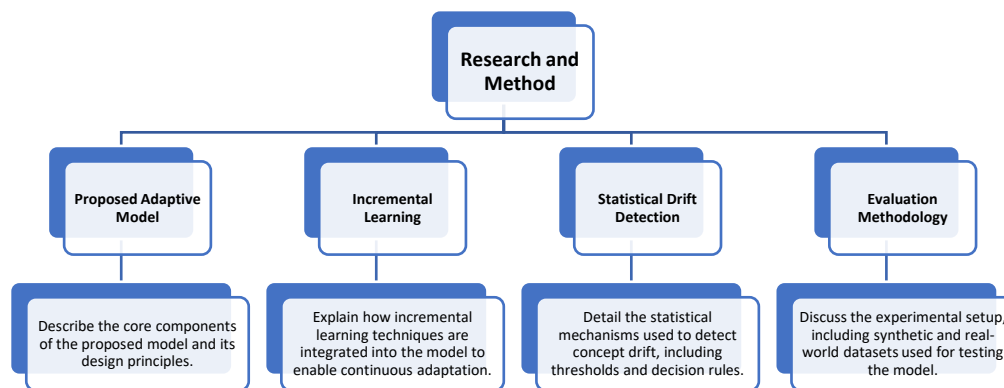 Research and
Method
Proposed Adaptive
Model
Incremental
Learning
Statistical Drift
Detection
Evaluation
Methodology
Describe the core components
of the proposed model and its
design principles.
Explain how incremental
learning techniques are
integrated into the model to
enable continuous adaptation.
Detail the statistical
mechanisms used to detect
concept drift, including
thresholds and decision rules.
Discuss the experimental setup,
including synthetic and real-
world datasets used for testing
the model.